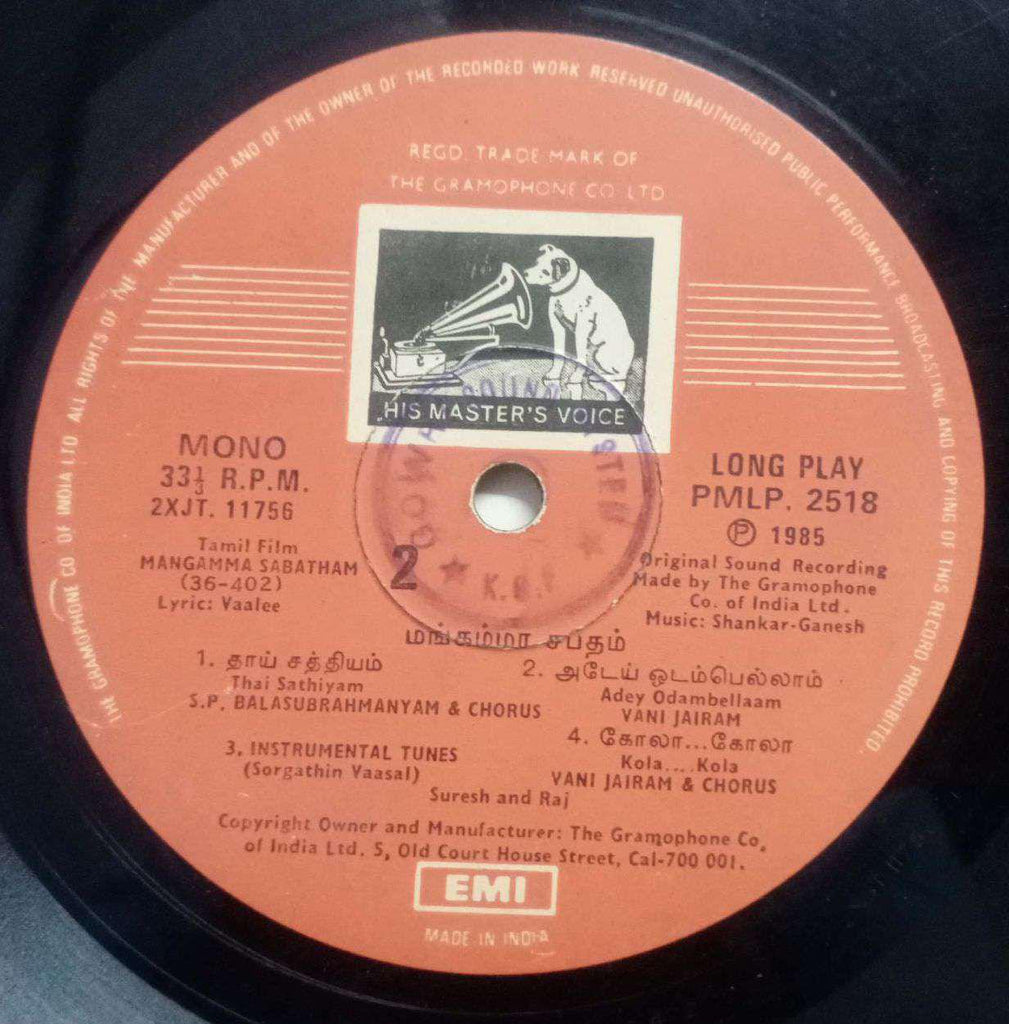 THE GRAMOPHONE CO OF INDIA LTD ALL RIGHTS OF THE MANUFACTURER AND OF THE OWNER OF THE RECORDED WORK RESERVED UNAUTHORISED PUBLIC PERFORMANCE BROADCASTING AND COPYING OF THIS RECORD PROHIBITED.
REGD. TRADE MARK OF
THE GRAMOPHONE CO LTD
HIS MASTER'S VOICE
MONO
33⅓ R.P.M.
2XJT. 11756
LONG PLAY
PMLP. 2518
℗ 1985
Tamil Film
MANGAMMA SABATHAM
(36-402)
Lyric: Vaalee
2
Original Sound Recording
Made by The Gramophone
Co. of India Ltd.
Music: Shankar-Ganesh
மங்கம்மா சபதம்
1. தாய் சத்தியம்
Thai Sathiyam
S.P. BALASUBRAHMANYAM & CHORUS
2. அடேய் ஒடம்பெல்லாம்
Adey Odambellaam
VANI JAIRAM
3. INSTRUMENTAL TUNES
(Sorgathin Vaasal)
4. கோலா...கோலா
Kola....Kola
VANI JAIRAM & CHORUS
Suresh and Raj
Copyright Owner and Manufacturer: The Gramophone Co.
of India Ltd. 5, Old Court House Street, Cal-700 001.
EMI
MADE IN INDIA